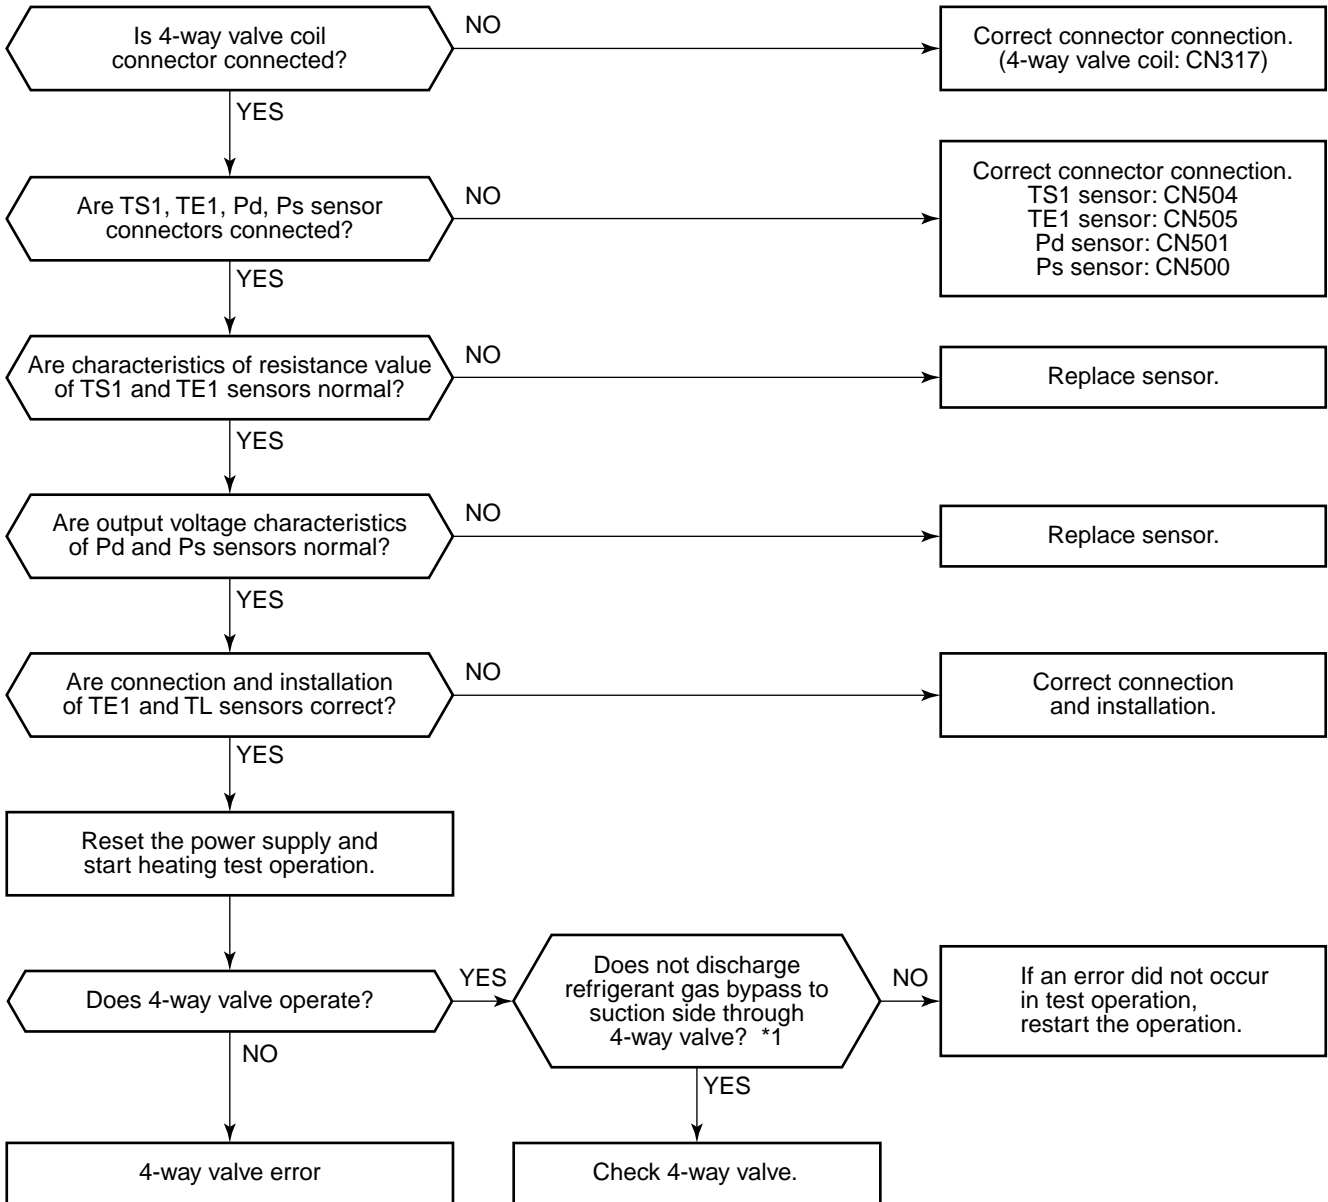 Is 4-way valve coil
connector connected?
NO
Correct connector connection.
(4-way valve coil: CN317)
YES
Are TS1, TE1, Pd, Ps sensor
connectors connected?
NO
Correct connector connection.
TS1 sensor: CN504
TE1 sensor: CN505
Pd sensor: CN501
Ps sensor: CN500
YES
Are characteristics of resistance value
of TS1 and TE1 sensors normal?
NO
Replace sensor.
YES
Are output voltage characteristics
of Pd and Ps sensors normal?
NO
Replace sensor.
YES
Are connection and installation
of TE1 and TL sensors correct?
NO
Correct connection
and installation.
YES
Reset the power supply and
start heating test operation.
Does 4-way valve operate?
YES
Does not discharge
refrigerant gas bypass to
suction side through
4-way valve? *1
NO
If an error did not occur
in test operation,
restart the operation.
NO
YES
4-way valve error
Check 4-way valve.